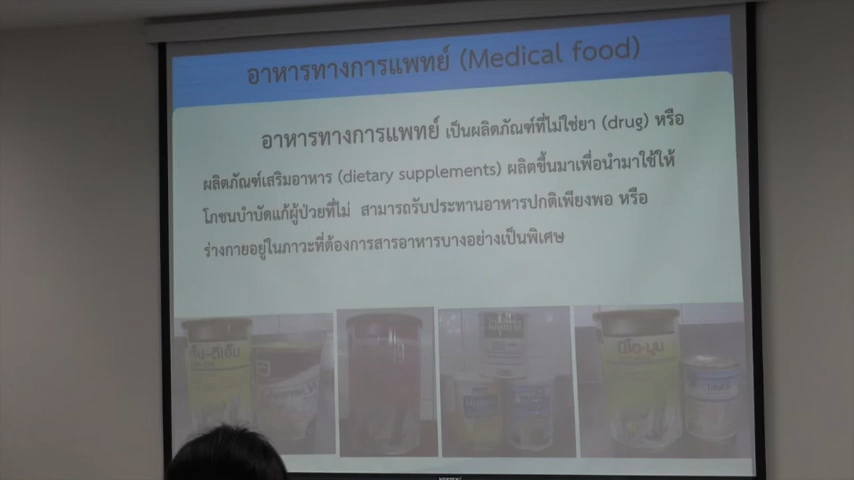 อาหารทางการแพทย์ (Medical food)
อาหารทางการแพทย์ เป็นผลิตภัณฑ์ที่ไม่ใช่ยา (drug) หรือ
ผลิตภัณฑ์เสริมอาหาร (dietary supplements) ผลิตขึ้นมาเพื่อนำมาใช้ให้
โภชนบำบัดแก้ผู้ป่วยที่ไม่ สามารถรับประทานอาหารปกติเพียงพอ หรือ
ร่างกายอยู่ในภาวะที่ต้องการสารอาหารบางอย่างเป็นพิเศษ
นีโอ-มูน